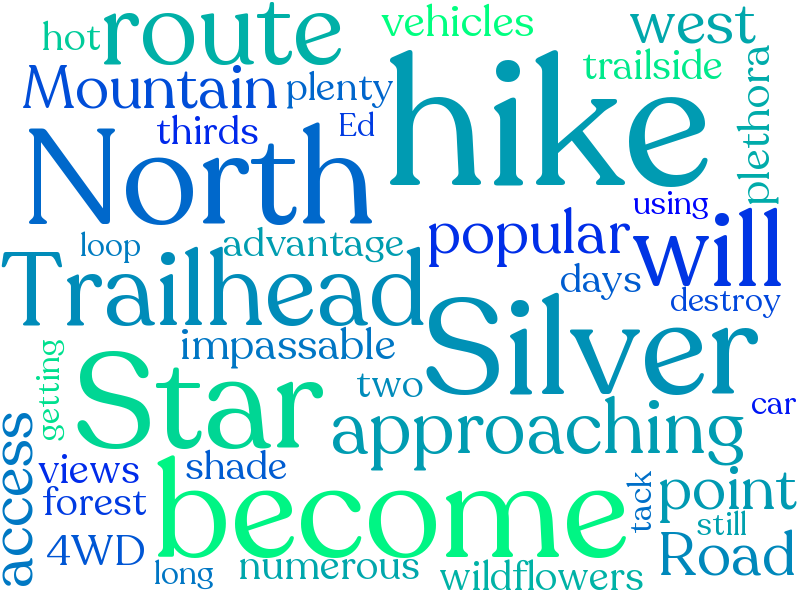 hot
route
vehicles
west
Mountain
plenty
hike
trailside
plethora
thirds
Ed
North
using
popular
will
loop
advantage
Trailhead
days
destroy
Silver
impassable
getting
Star
two
car
approaching
access
views
shade
become
tack
point
forest
still
4WD
Road
long
numerous
wildflowers